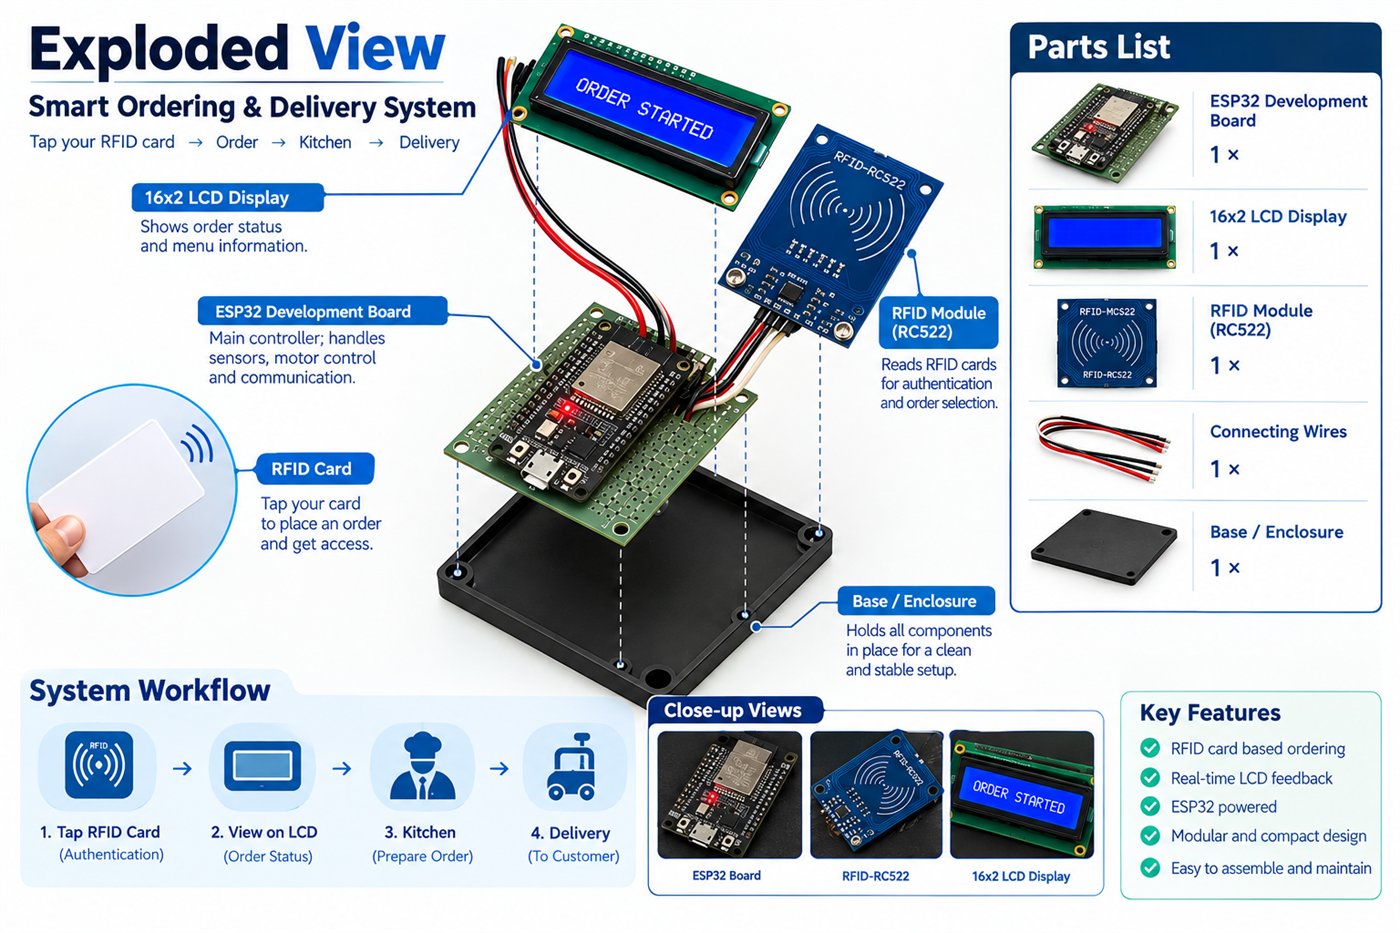 Exploded View
Smart Ordering & Delivery System
Tap your RFID card → Order → Kitchen → Delivery
ORDER STARTED
16x2 LCD Display
Shows order status
and menu information.
RFID-RCS22
ESP32 Development Board
Main controller; handles
sensors, motor control
and communication.
RFID Module
(RC522)
Reads RFID cards
for authentication
and order selection.
RFID Card
Tap your card
to place an order
and get access.
Base / Enclosure
Holds all components
in place for a clean
and stable setup.
Parts List
ESP32 Development
Board
1 ×
16x2 LCD Display
1 ×
RFID-MCS22
RFID-RCS22
RFID Module
(RC522)
1 ×
Connecting Wires
1 ×
Base / Enclosure
1 ×
System Workflow
RFID
1. Tap RFID Card
(Authentication)
2. View on LCD
(Order Status)
3. Kitchen
(Prepare Order)
4. Delivery
(To Customer)
Close-up Views
ORDER STARTED
ESP32 Board
RFID-RC522
16x2 LCD Display
Key Features
RFID card based ordering
Real-time LCD feedback
ESP32 powered
Modular and compact design
Easy to assemble and maintain